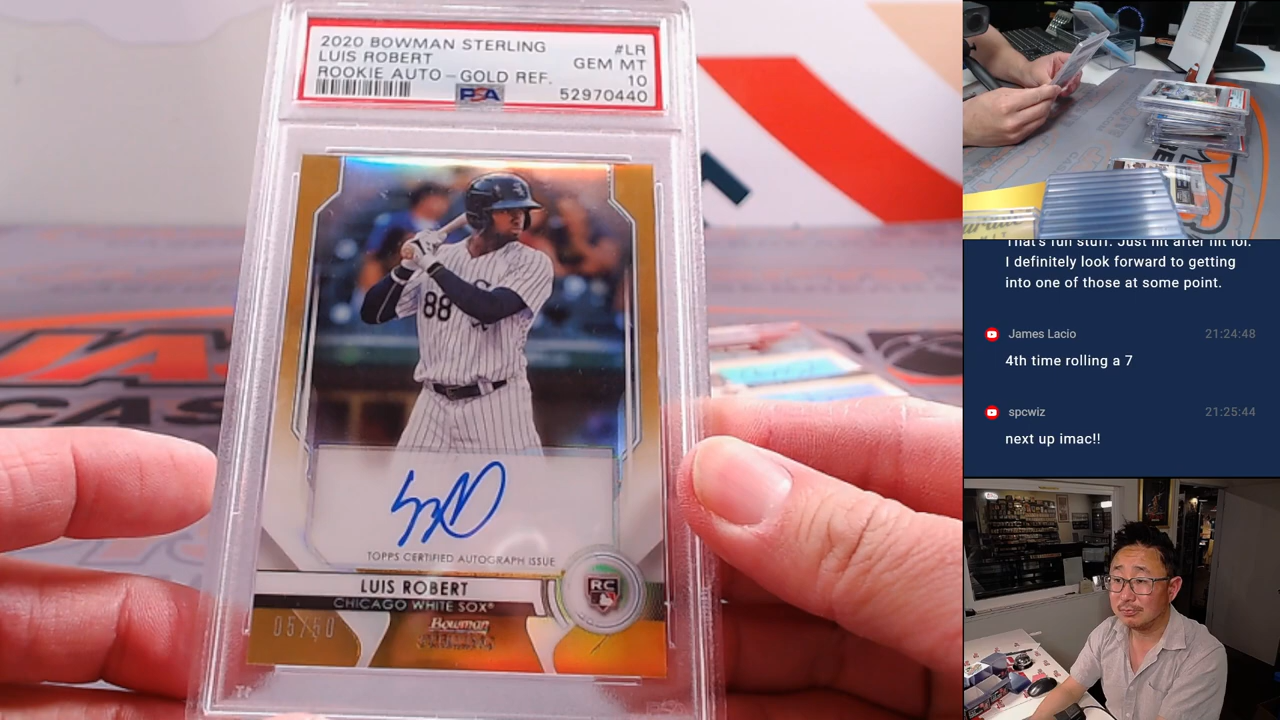 2020 BOWMAN STERLING #LR
LUIS ROBERT GEM MT
ROOKIE AUTO - GOLD REF. 10
PSA 52970440
88
TOPPS CERTIFIED AUTOGRAPH ISSUE
LUIS ROBERT
RC
CHICAGO WHITE SOX®
05/50
Bowman
STERLING
CAS
That's fun stuff. Just hit after hit lol.
I definitely look forward to getting
into one of those at some point.
James Lacio 21:24:48
4th time rolling a 7
spcwiz 21:25:44
next up imac!!